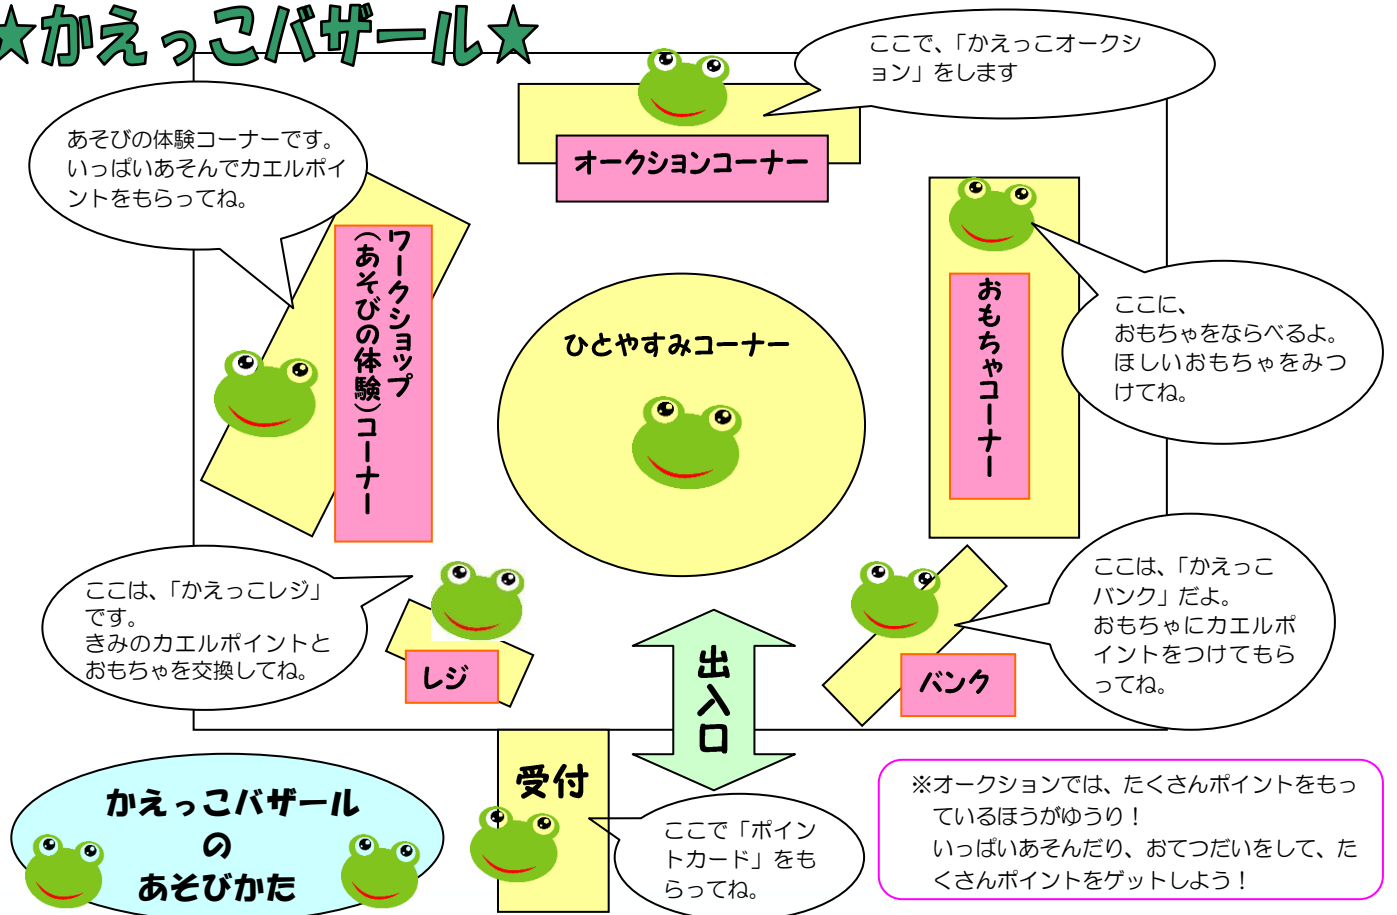 ★かえっこバザール★
ここで、「かえっこオークシ
ョン」をします
あそびの体験コーナーです。
いっぱいあそんでカエルポイ
ントをもらってね。
オークションコーナー
ワークショップ
（あそびの体験）コーナー
ひとやすみコーナー
おもちゃコーナー
ここに、
おもちゃをならべるよ。
ほしいおもちゃをみつ
けてね。
ここは、「かえっこレジ」
です。
きみのカエルポイントと
おもちゃを交換してね。
レジ
出入口
バンク
ここは、「かえっこ
バンク」だよ。
おもちゃにカエルポ
イントをつけてもら
ってね。
かえっこバザール
の
あそびかた
受付
ここで「ポイン
トカード」をも
らってね。
※オークションでは、たくさんポイントをもっ
ているほうがゆうり！
いっぱいあそんだり、おてつだいをして、た
くさんポイントをゲットしよう！